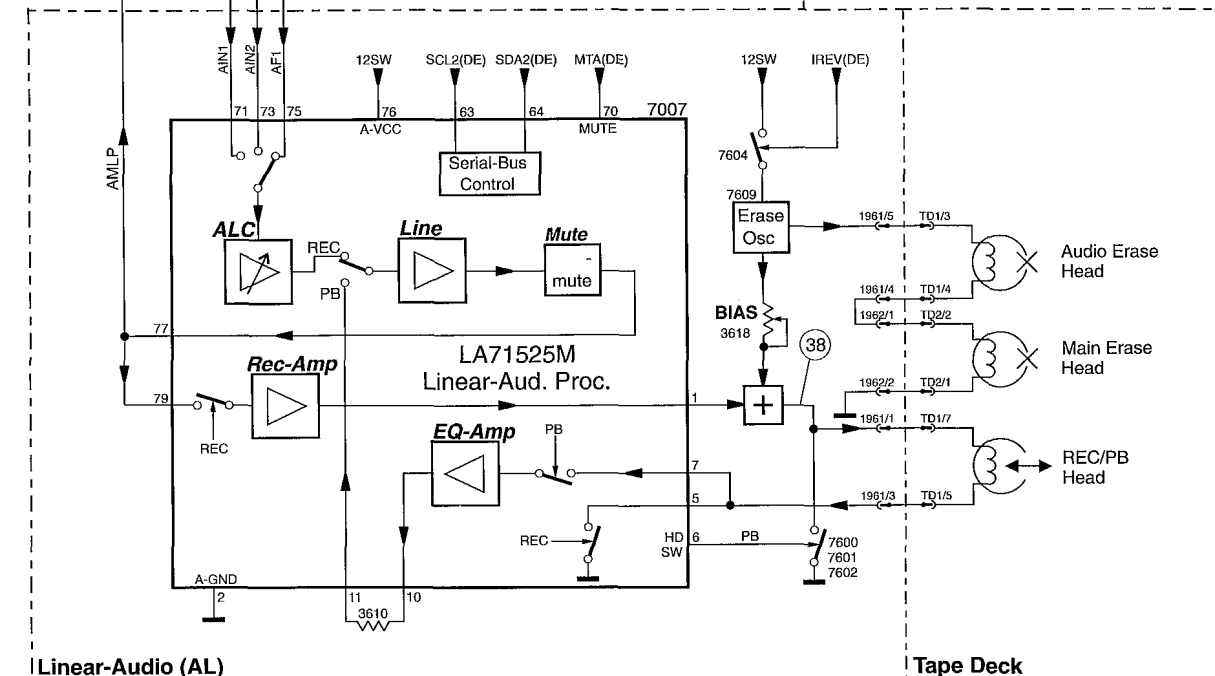 AIN1
AIN2
AF1
12SW
SCL2(DE)
SDA2(DE)
MTA(DE)
12SW
IREV(DE)
71
73
75
76
63
64
70
7007
A-VCC
MUTE
AMLP
Serial-Bus
Control
7604
7609
Erase
Osc
1961/5
TD1/3
Audio Erase
Head
ALC
REC
PB
Line
Mute
mute
1961/4
TD1/4
1962/1
TD2/2
BIAS
3618
38
Main Erase
Head
77
LA71525M
Linear-Aud. Proc.
Rec-Amp
1962/2
TD2/1
79
REC
1
+
1961/1
TD1/7
EQ-Amp
PB
7
REC/PB
Head
5
1961/3
TD1/5
REC
HD
SW
6
PB
7600
7601
7602
A-GND
2
11
10
3610
Linear-Audio (AL)
Tape Deck